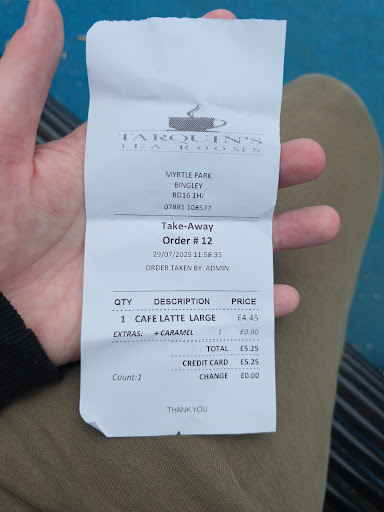 TARQUIN'S
TEA ROOMS
MYRTLE PARK
BINGLEY
BD16 1HJ
07881 108577
Take-Away
Order # 12
29/07/2025 11:58:35
ORDER TAKEN BY: ADMIN
QTY DESCRIPTION PRICE
1 CAFE LATTE LARGE £4.45
EXTRAS: + CARAMEL 1 £0.80
TOTAL £5.25
CREDIT CARD £5.25
Count:1 CHANGE £0.00
THANK YOU